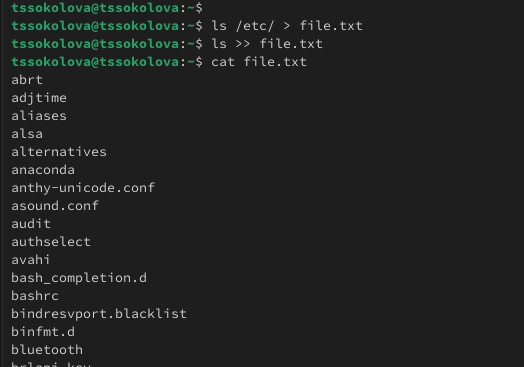 tssokolova@tssokolova:~$
tssokolova@tssokolova:~$ ls /etc/ > file.txt
tssokolova@tssokolova:~$ ls >> file.txt
tssokolova@tssokolova:~$ cat file.txt
abrt
adjtime
aliases
alsa
alternatives
anaconda
anthy-unicode.conf
asound.conf
audit
authselect
avahi
bash_completion.d
bashrc
bindresvport.blacklist
binfmt.d
bluetooth